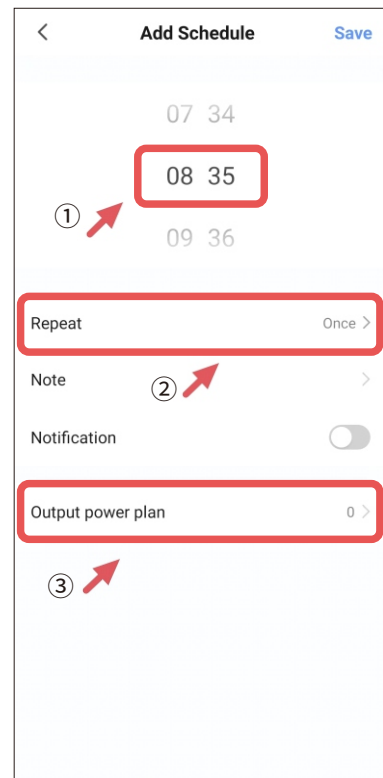 Add Schedule Save
07 34
08 35
①
09 36
Repeat Once
②
Note
Notification
Output power plan 0
③